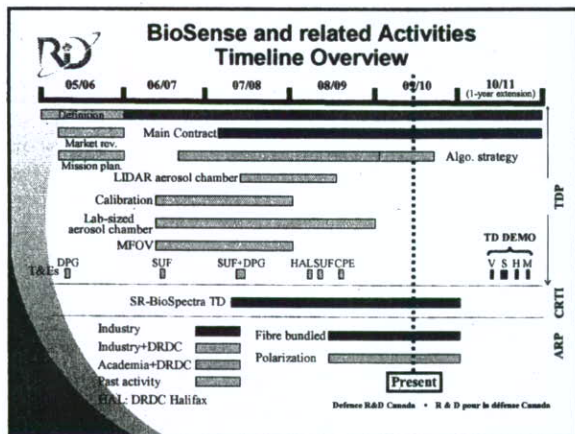 BioSense and related Activities
Timeline Overview
05/06 06/07 07/08 08/09 09/10 10/11
(1-year extension)
Definition
Market rev. Main Contract
Mission plan. Algo. strategy
LIDAR aerosol chamber
Calibration
Lab-sized
aerosol chamber
MFOV
TDP
TD DEMO
DPG SUF SUF+DPG HAL SUF CPE V S H M
T&Es
SR-BioSpectra TD
CRTI
Industry
Fibre bundled
Industry+DRDC
Academia+DRDC
Polarization
ARP
Past activity
Present
HAL: DRDC Halifax
Defence R&D Canada • R & D pour la défense Canada